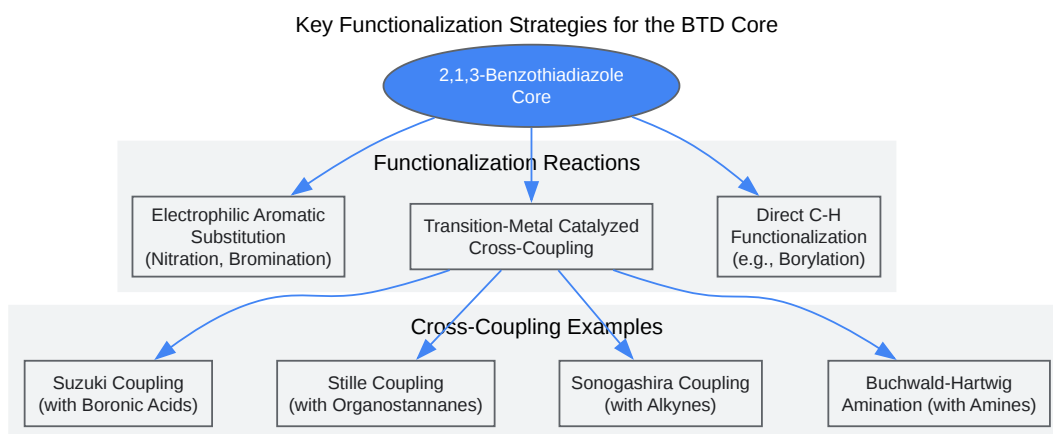 Key Functionalization Strategies for the BTD Core
2,1,3-Benzothiadiazole
Core
Functionalization Reactions
Electrophilic Aromatic
Substitution
(Nitration, Bromination)
Transition-Metal Catalyzed
Cross-Coupling
Direct C-H
Functionalization
(e.g., Borylation)
Cross-Coupling Examples
Suzuki Coupling
(with Boronic Acids)
Stille Coupling
(with Organostannanes)
Sonogashira Coupling
(with Alkynes)
Buchwald-Hartwig
Amination (with Amines)